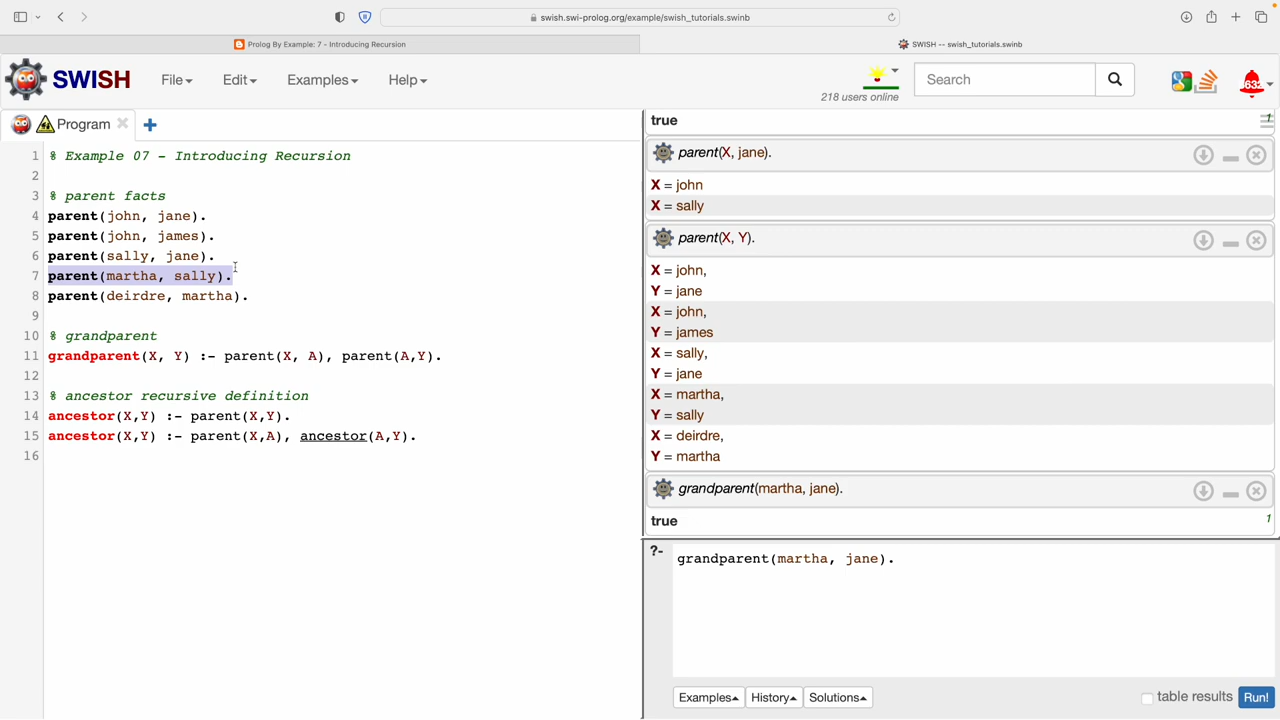 swish.swi-prolog.org/example/swish_tutorials.swinb
Prolog By Example: 7 - Introducing Recursion
SWISH -- swish_tutorials.swinb
SWISH
File
Edit
Examples
Help
218 users online
Search
Program
1 % Example 07 - Introducing Recursion
2
3 % parent facts
4 parent(john, jane).
5 parent(john, james).
6 parent(sally, jane).
7 parent(martha, sally).
8 parent(deirdre, martha).
9
10 % grandparent
11 grandparent(X, Y) :- parent(X, A), parent(A,Y).
12
13 % ancestor recursive definition
14 ancestor(X,Y) :- parent(X,Y).
15 ancestor(X,Y) :- parent(X,A), ancestor(A,Y).
16
true 1
parent(X, jane).
X = john
X = sally
parent(X, Y).
X = john,
Y = jane
X = john,
Y = james
X = sally,
Y = jane
X = martha,
Y = sally
X = deirdre,
Y = martha
grandparent(martha, jane).
true 1
?- grandparent(martha, jane).
Examples History Solutions table results Run!